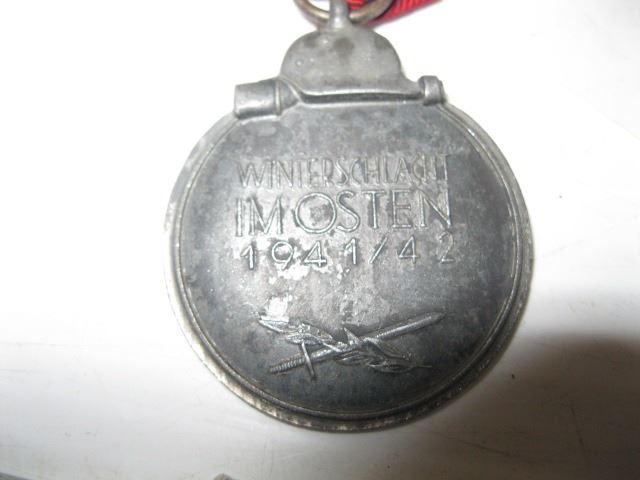 WINTERSCHLACHT
IM OSTEN
1941/42